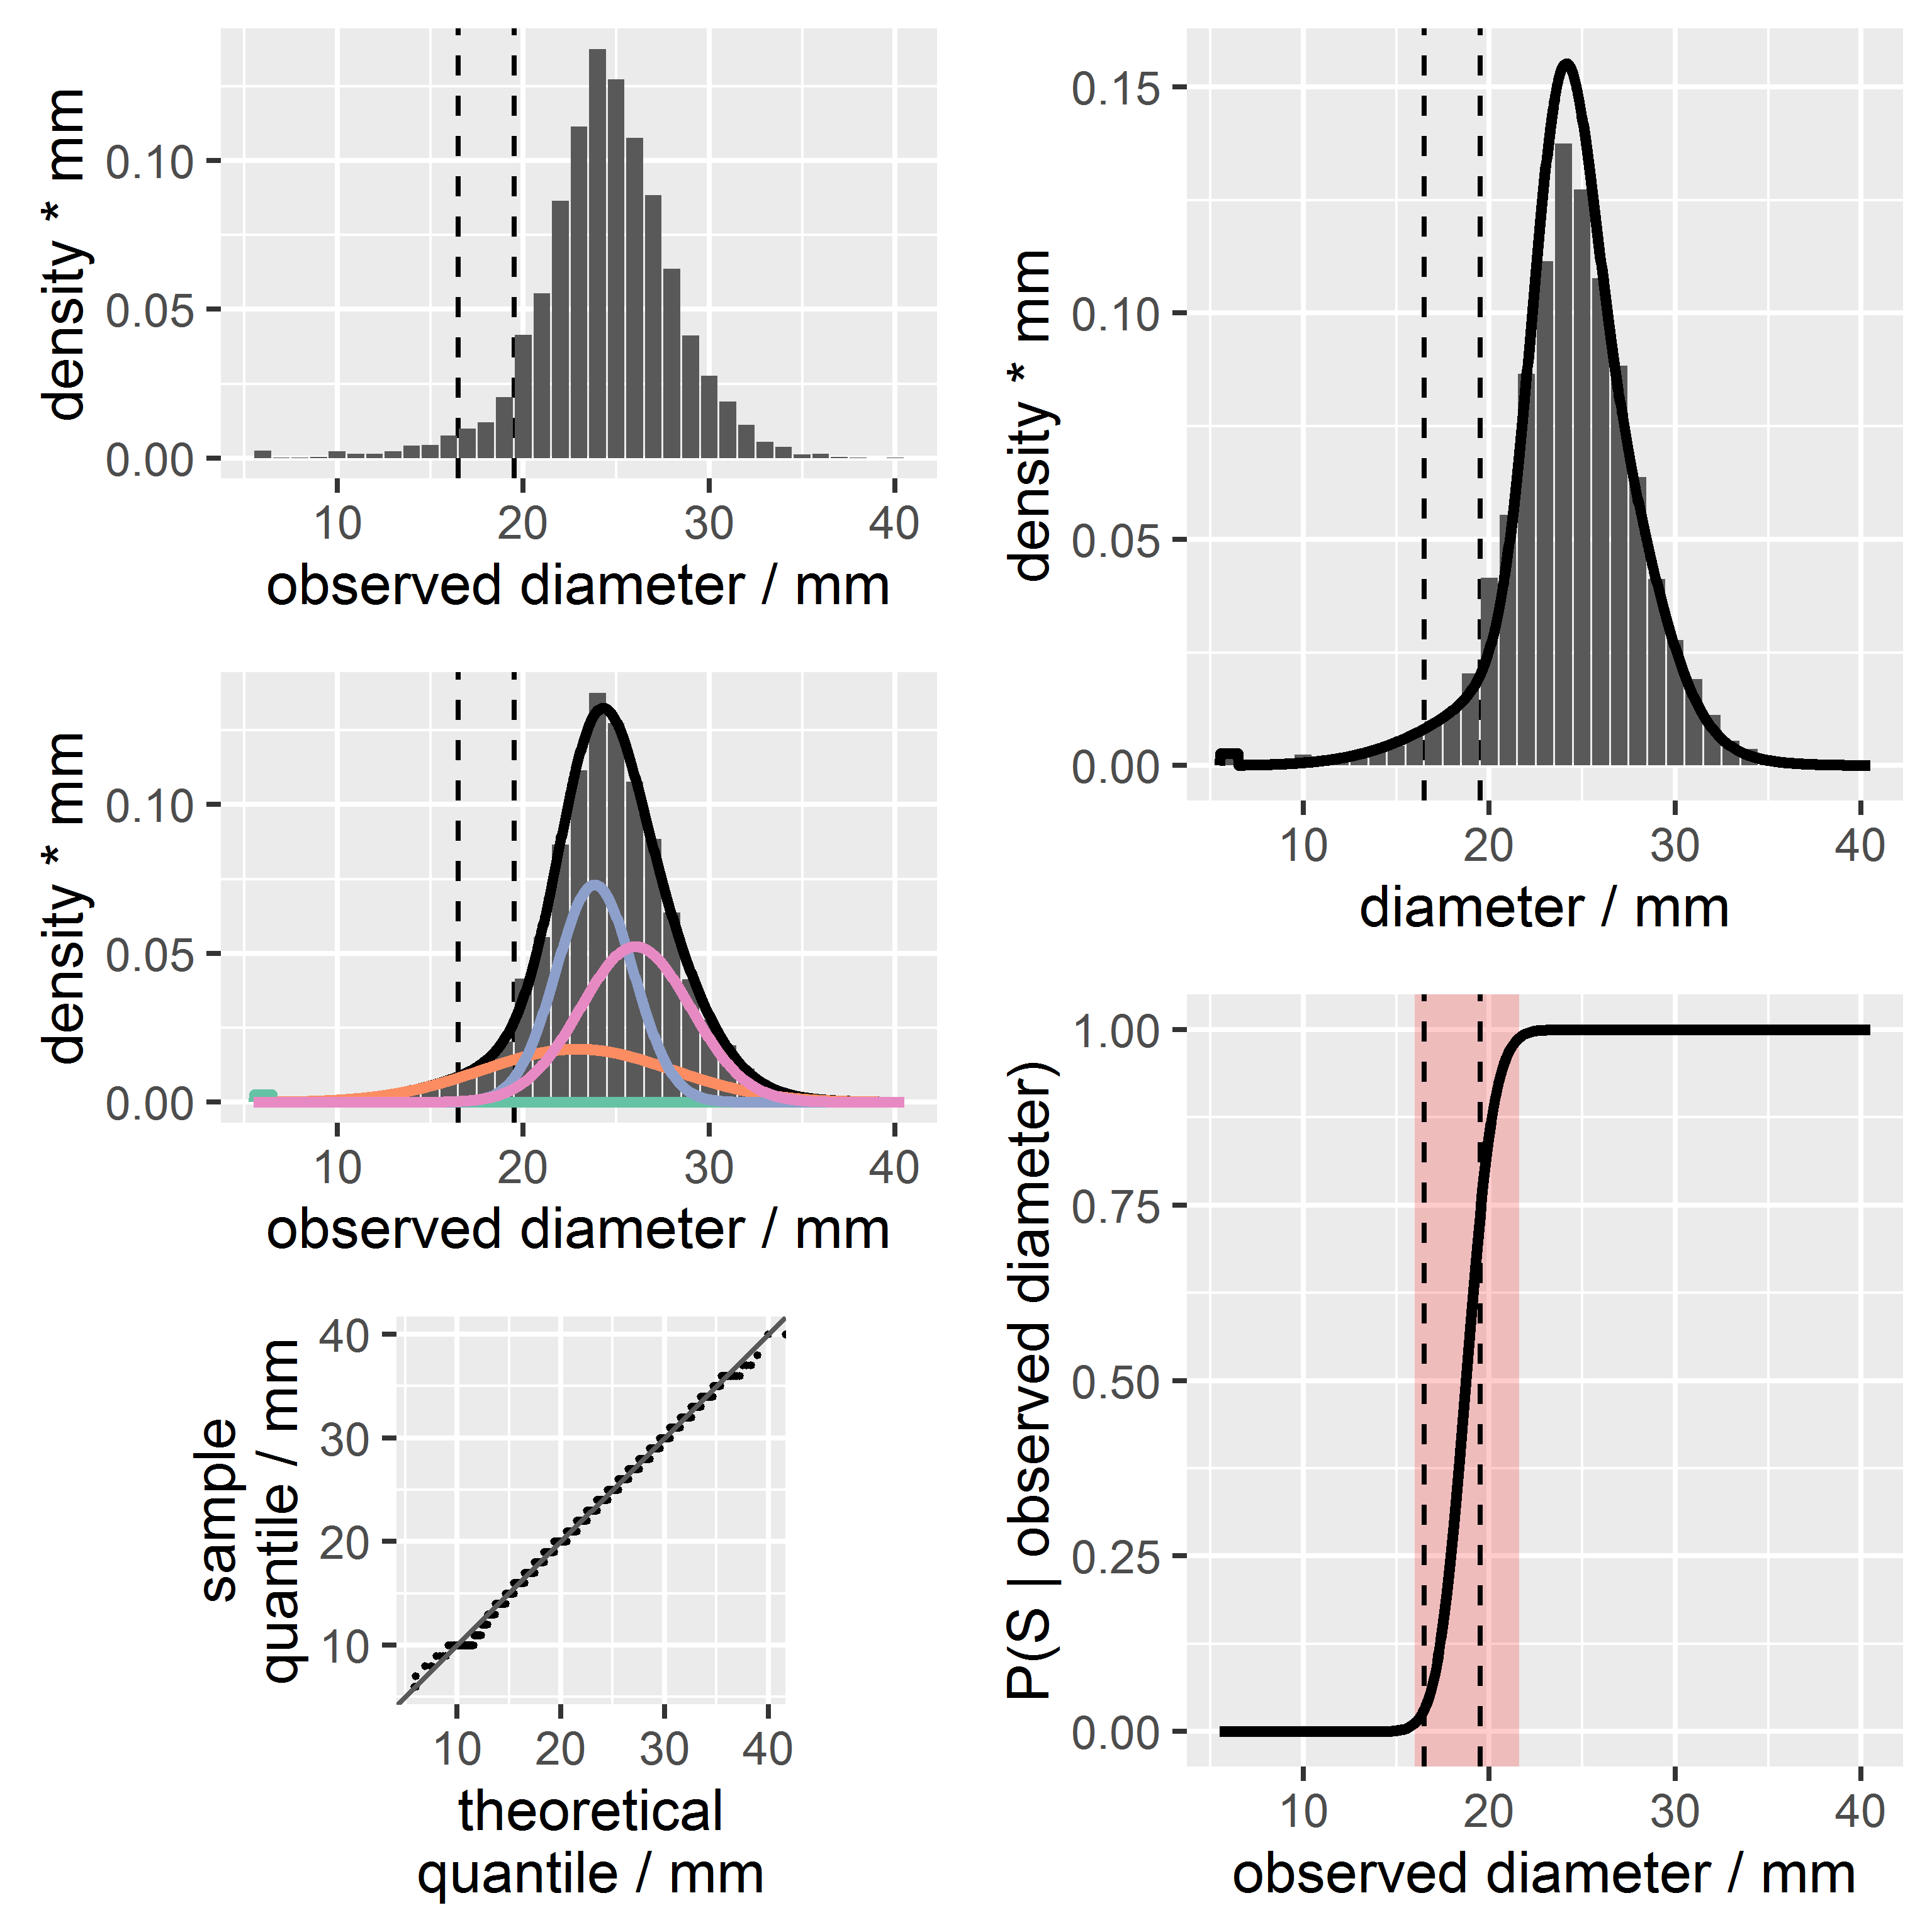 density * mm
0.10
0.05
0.00
10 20 30 40
observed diameter / mm
density * mm
0.10
0.05
0.00
10 20 30 40
observed diameter / mm
sample
quantile / mm
40
30
20
10
10 20 30 40
theoretical
quantile / mm
density * mm
0.15
0.10
0.05
0.00
10 20 30 40
diameter / mm
P(S | observed diameter)
1.00
0.75
0.50
0.25
0.00
10 20 30 40
observed diameter / mm